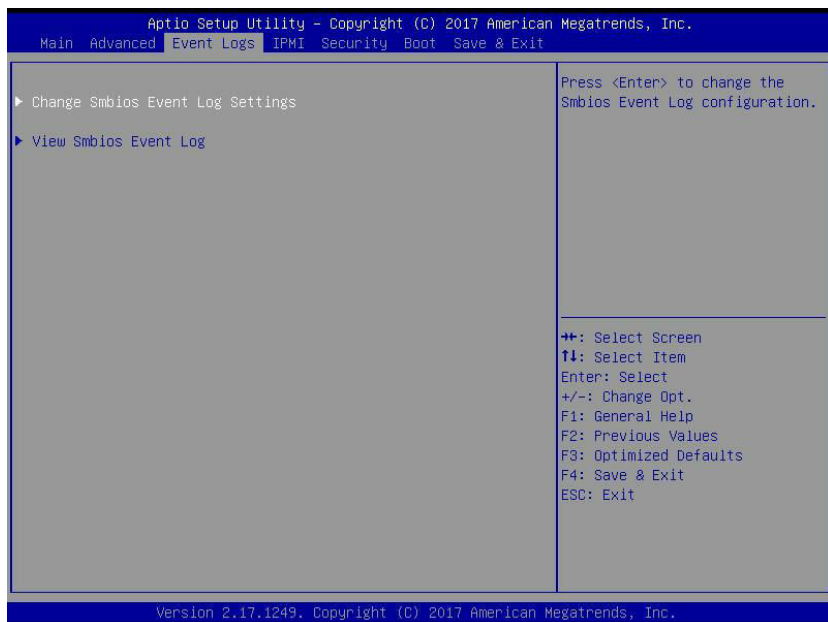 Aptio Setup Utility – Copyright (C) 2017 American Megatrends, Inc.
Main Advanced Event Logs IPMI Security Boot Save & Exit
▶ Change Smbios Event Log Settings
▶ View Smbios Event Log
Press <Enter> to change the
Smbios Event Log configuration.
→←: Select Screen
↑↓: Select Item
Enter: Select
+/-: Change Opt.
F1: General Help
F2: Previous Values
F3: Optimized Defaults
F4: Save & Exit
ESC: Exit
Version 2.17.1249. Copyright (C) 2017 American Megatrends, Inc.